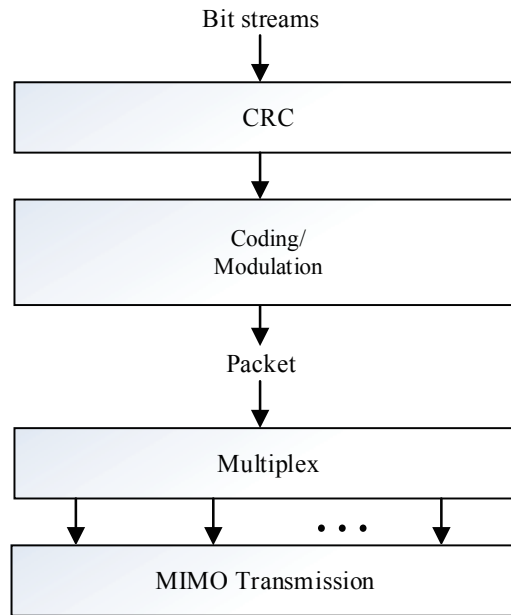 Bit streams
CRC
Coding/
Modulation
Packet
Multiplex
• • •
MIMO Transmission